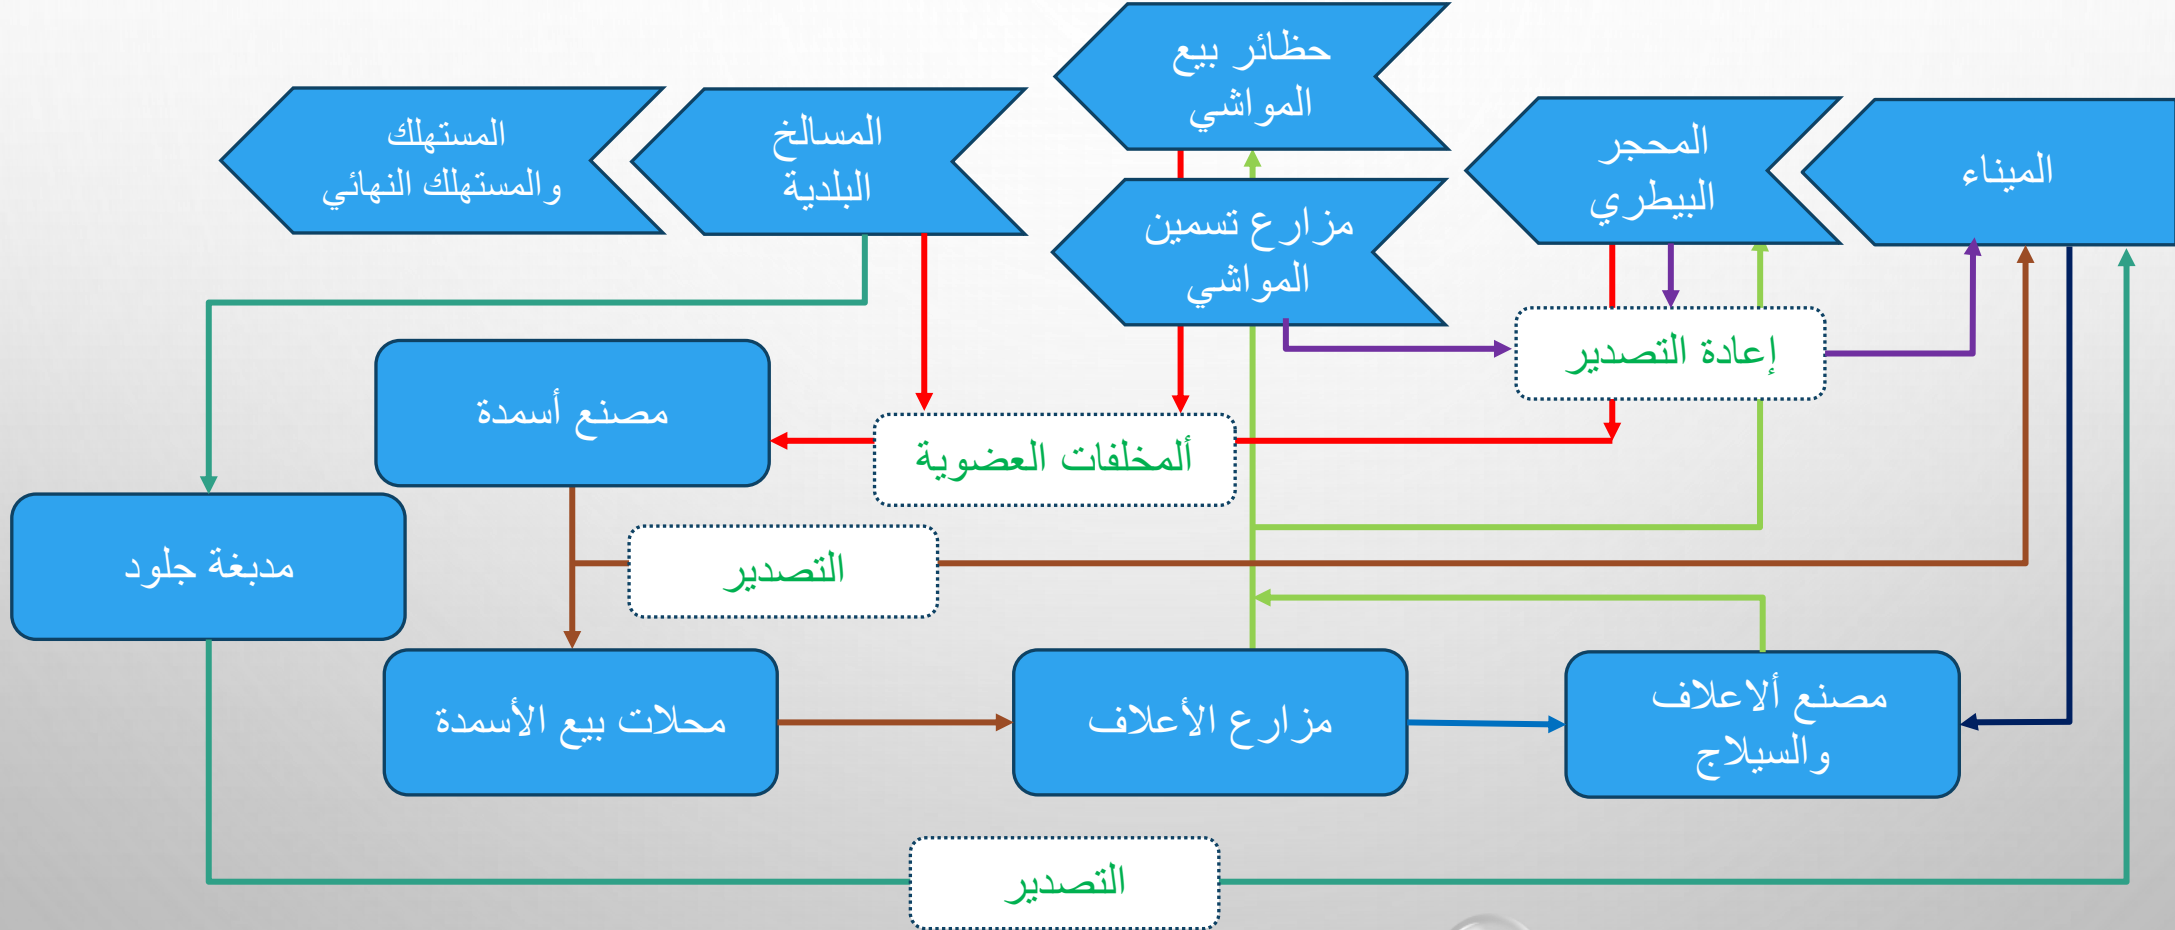 حظائر بيع
المواشي
الميناء
المحجر
البيطري
المسالخ
البلدية
المستهلك
والمستهلك النهائي
مزارع تسمين
المواشي
إعادة التصدير
مصنع أسمدة
ألمخلفات العضوية
مدبغة جلود
التصدير
مصنع ألاعلاف
والسيلاج
مزارع الأعلاف
محلات بيع الأسمدة
التصدير